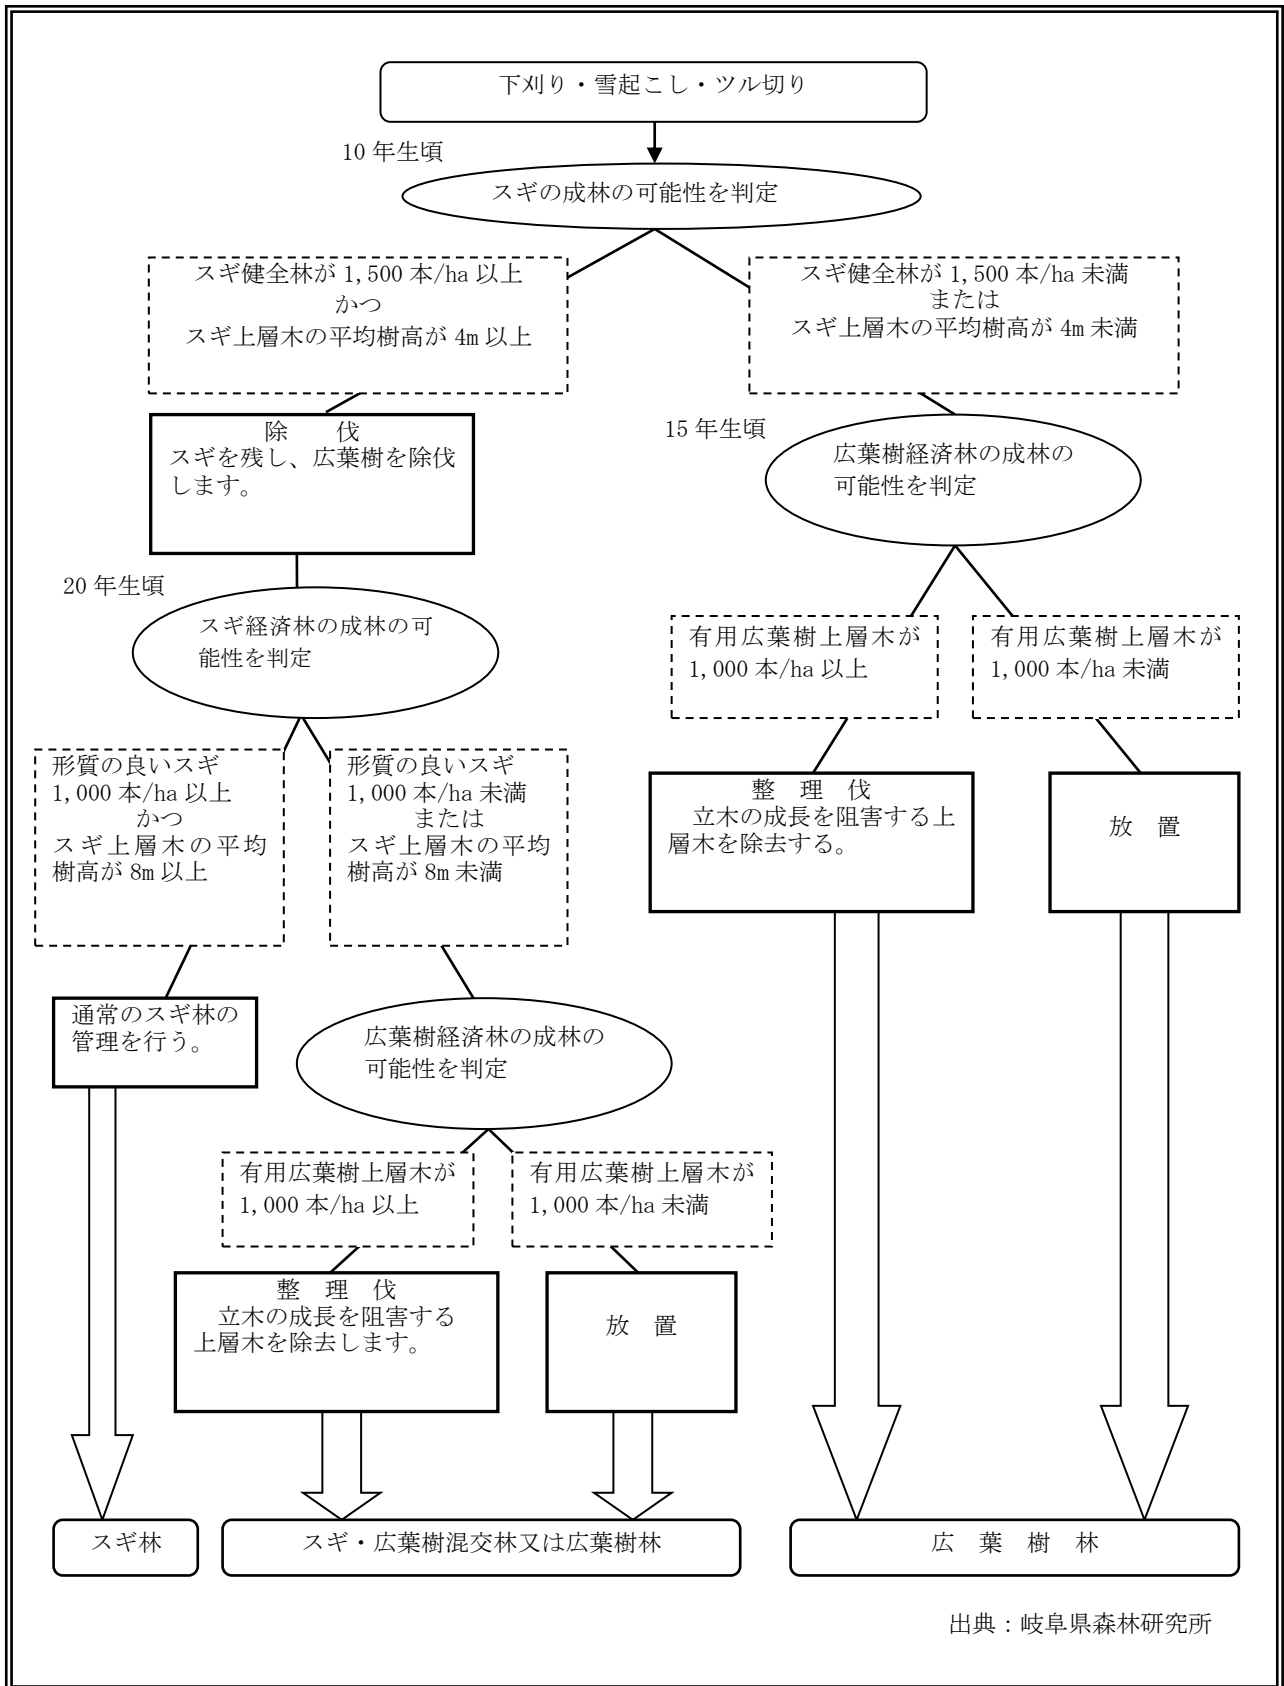 下刈り・雪起こし・ツル切り
10 年生頃
スギの成林の可能性を判定
スギ健全林が 1,500 本/ha 以上
かつ
スギ上層木の平均樹高が 4m 以上
スギ健全林が 1,500 本/ha 未満
または
スギ上層木の平均樹高が 4m 未満
除　伐
スギを残し、広葉樹を除伐
します。
15 年生頃
広葉樹経済林の成林の
可能性を判定
20 年生頃
スギ経済林の成林の可
能性を判定
有用広葉樹上層木が
1,000 本/ha 以上
有用広葉樹上層木が
1,000 本/ha 未満
形質の良いスギ
1,000 本/ha 以上
かつ
スギ上層木の平均
樹高が 8m 以上
形質の良いスギ
1,000 本/ha 未満
または
スギ上層木の平均
樹高が 8m 未満
整　理　伐
立木の成長を阻害する上
層木を除去する。
放　置
通常のスギ林の
管理を行う。
広葉樹経済林の成林の
可能性を判定
有用広葉樹上層木が
1,000 本/ha 以上
有用広葉樹上層木が
1,000 本/ha 未満
整　理　伐
立木の成長を阻害する
上層木を除去します。
放　置
スギ林
スギ・広葉樹混交林又は広葉樹林
広　葉　樹　林
出典：岐阜県森林研究所